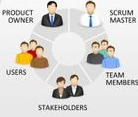 PRODUCT
OWNER
SCRUM
MASTER
USERS
TEAM
MEMBERS
STAKEHOLDERS